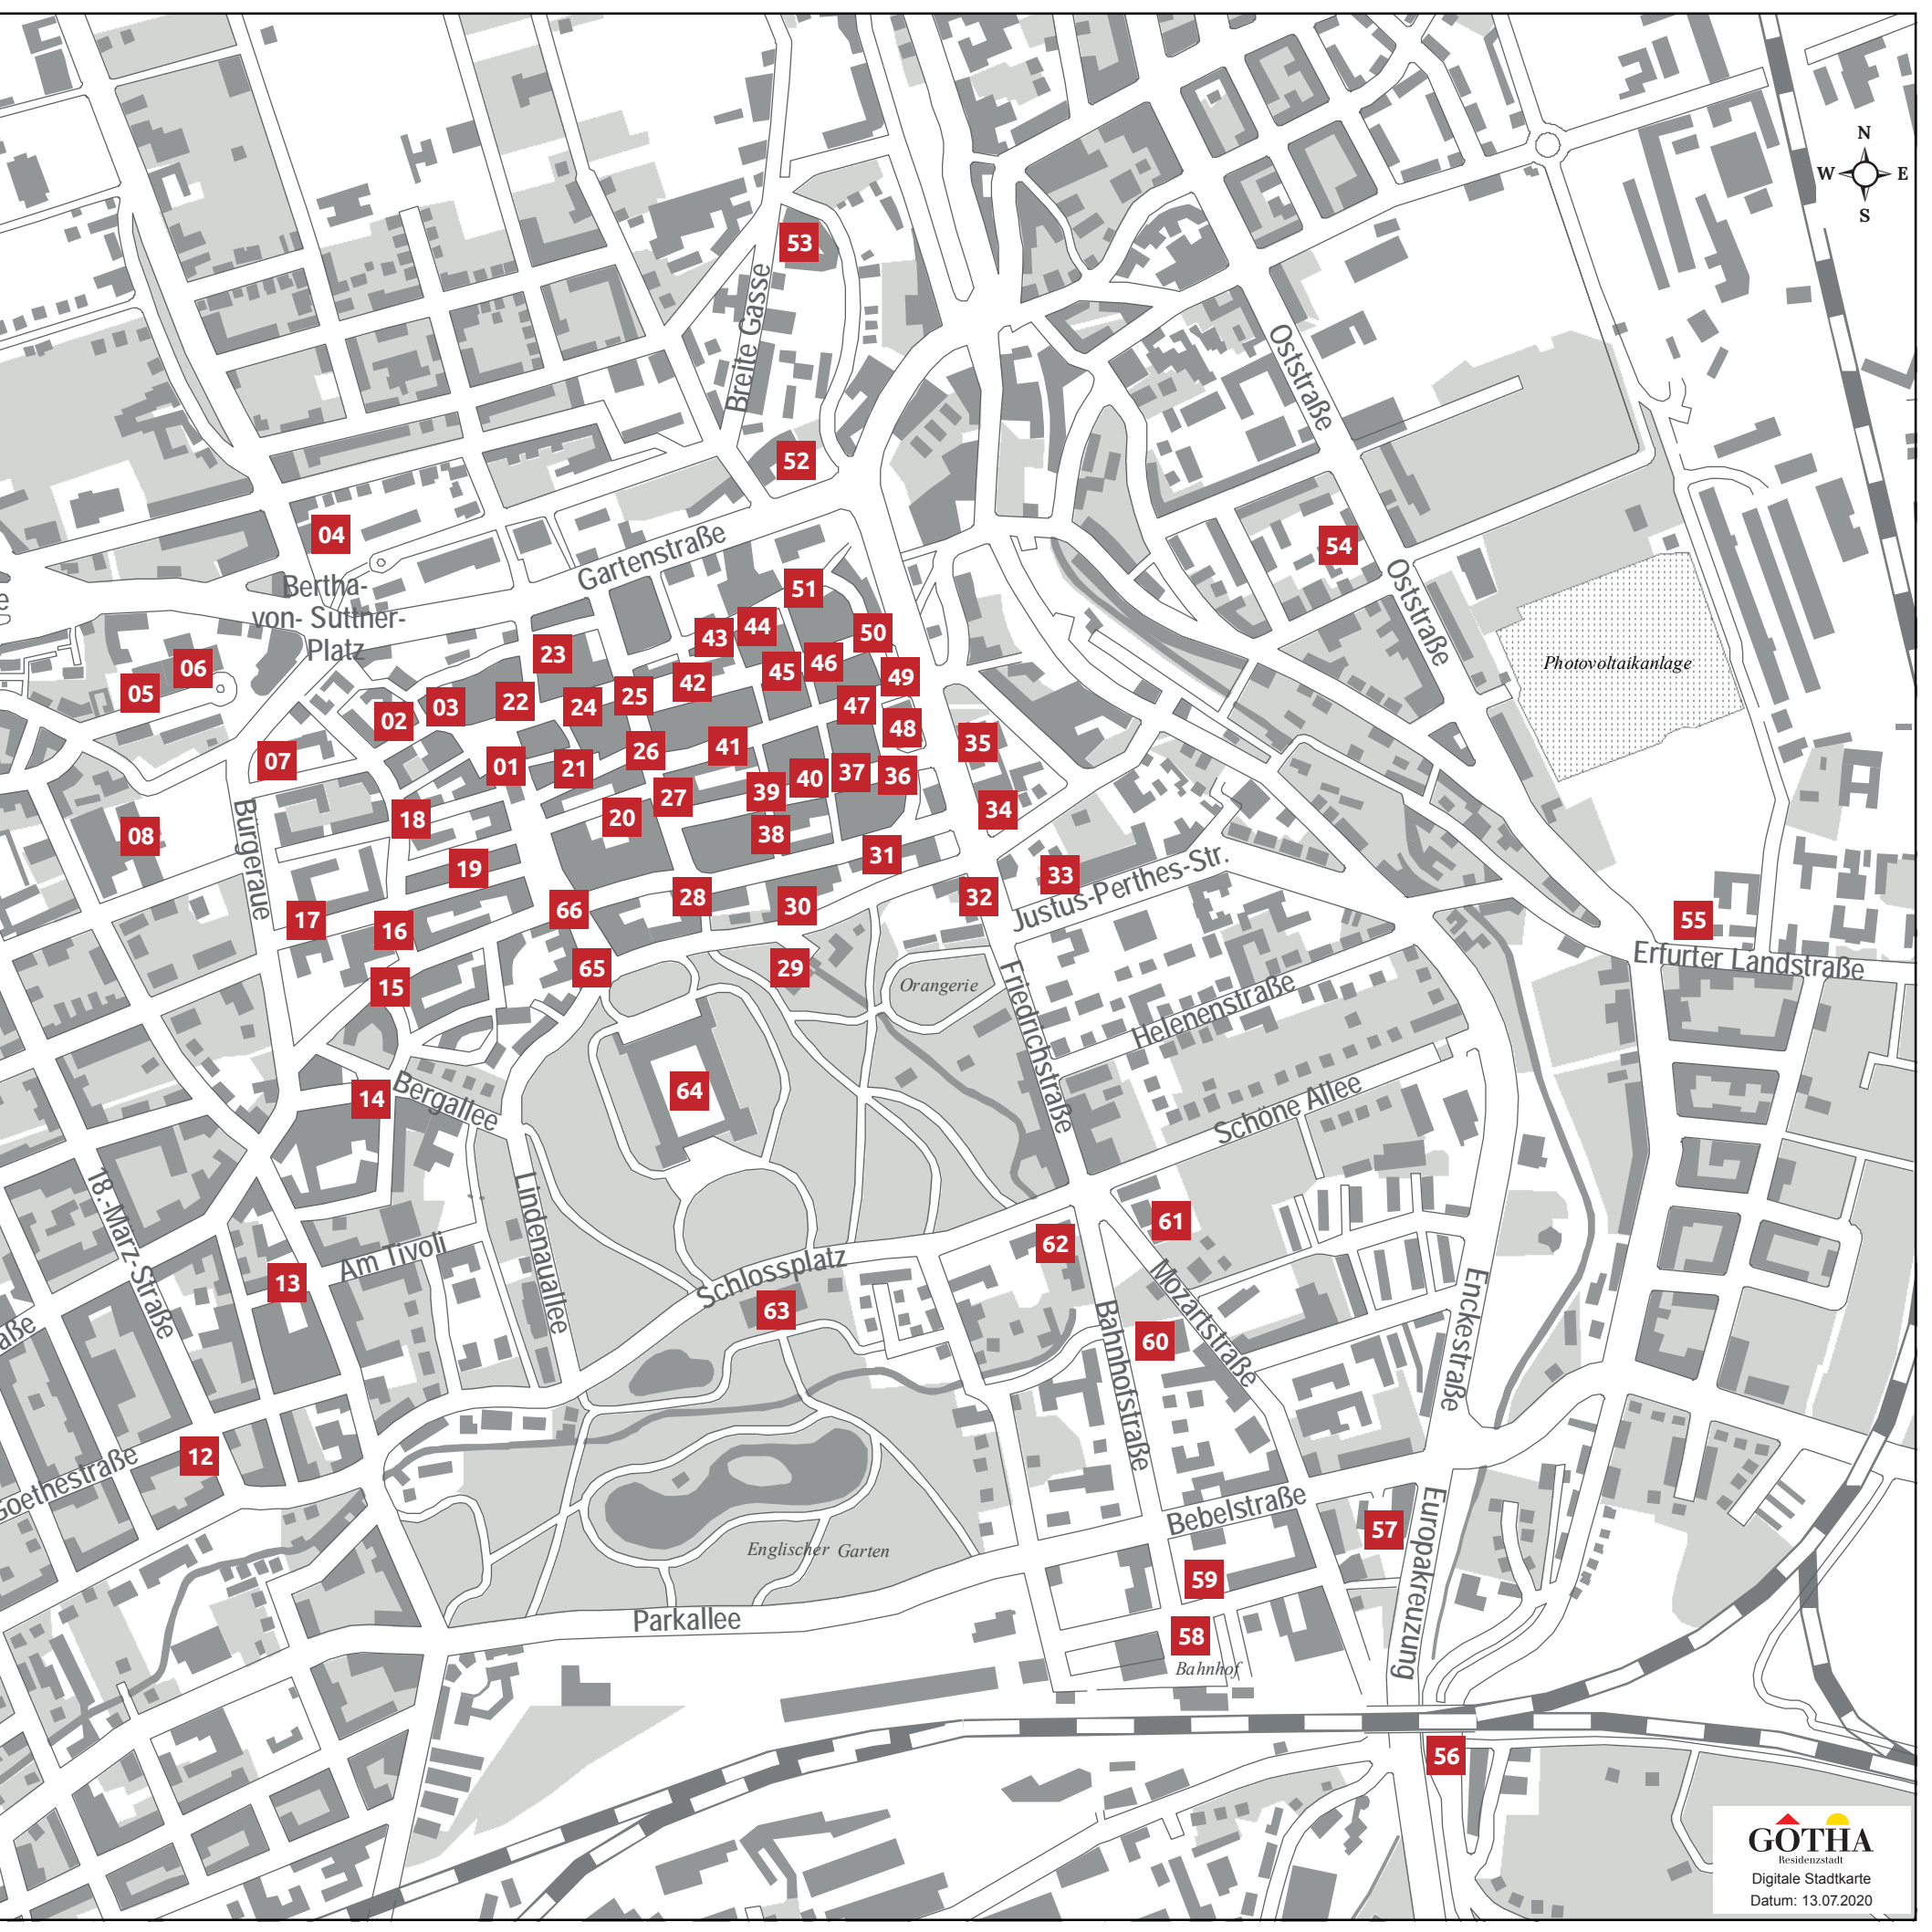 N
W E
S
53
Breite Gasse
Oststraße
52
04
54
Gartenstraße
Bertha-
von- Suttner-
Platz
51
Oststraße
44
43
50
23
46
06
45
49
42
05
25
22
03
24
47
02
48
35
41
26
07
01
21
37
36
40
39
27
34
20
18
38
08
Bürgeraue
31
19
33
Justus-Perthes-Str.
28
32
30
66
17
16
55
Erfurter Landstraße
29
65
15
Orangerie
Friedrichstraße
Helenenstraße
64
14
Bergallee
Schöne Allee
Photovoltaikanlage
18.-März-Straße
Lindenauallee
61
62
Am Tivoli
13
Schlossplatz
63
Mozartstraße
Bahnhofstraße
60
Enckestraße
aße
12
Goethestraße
Bebelstraße
57
Europakreuzung
Englischer Garten
59
Parkallee
58
Bahnhof
56
GOTHA
Residenzstadt
Digitale Stadtkarte
Datum: 13.07.2020